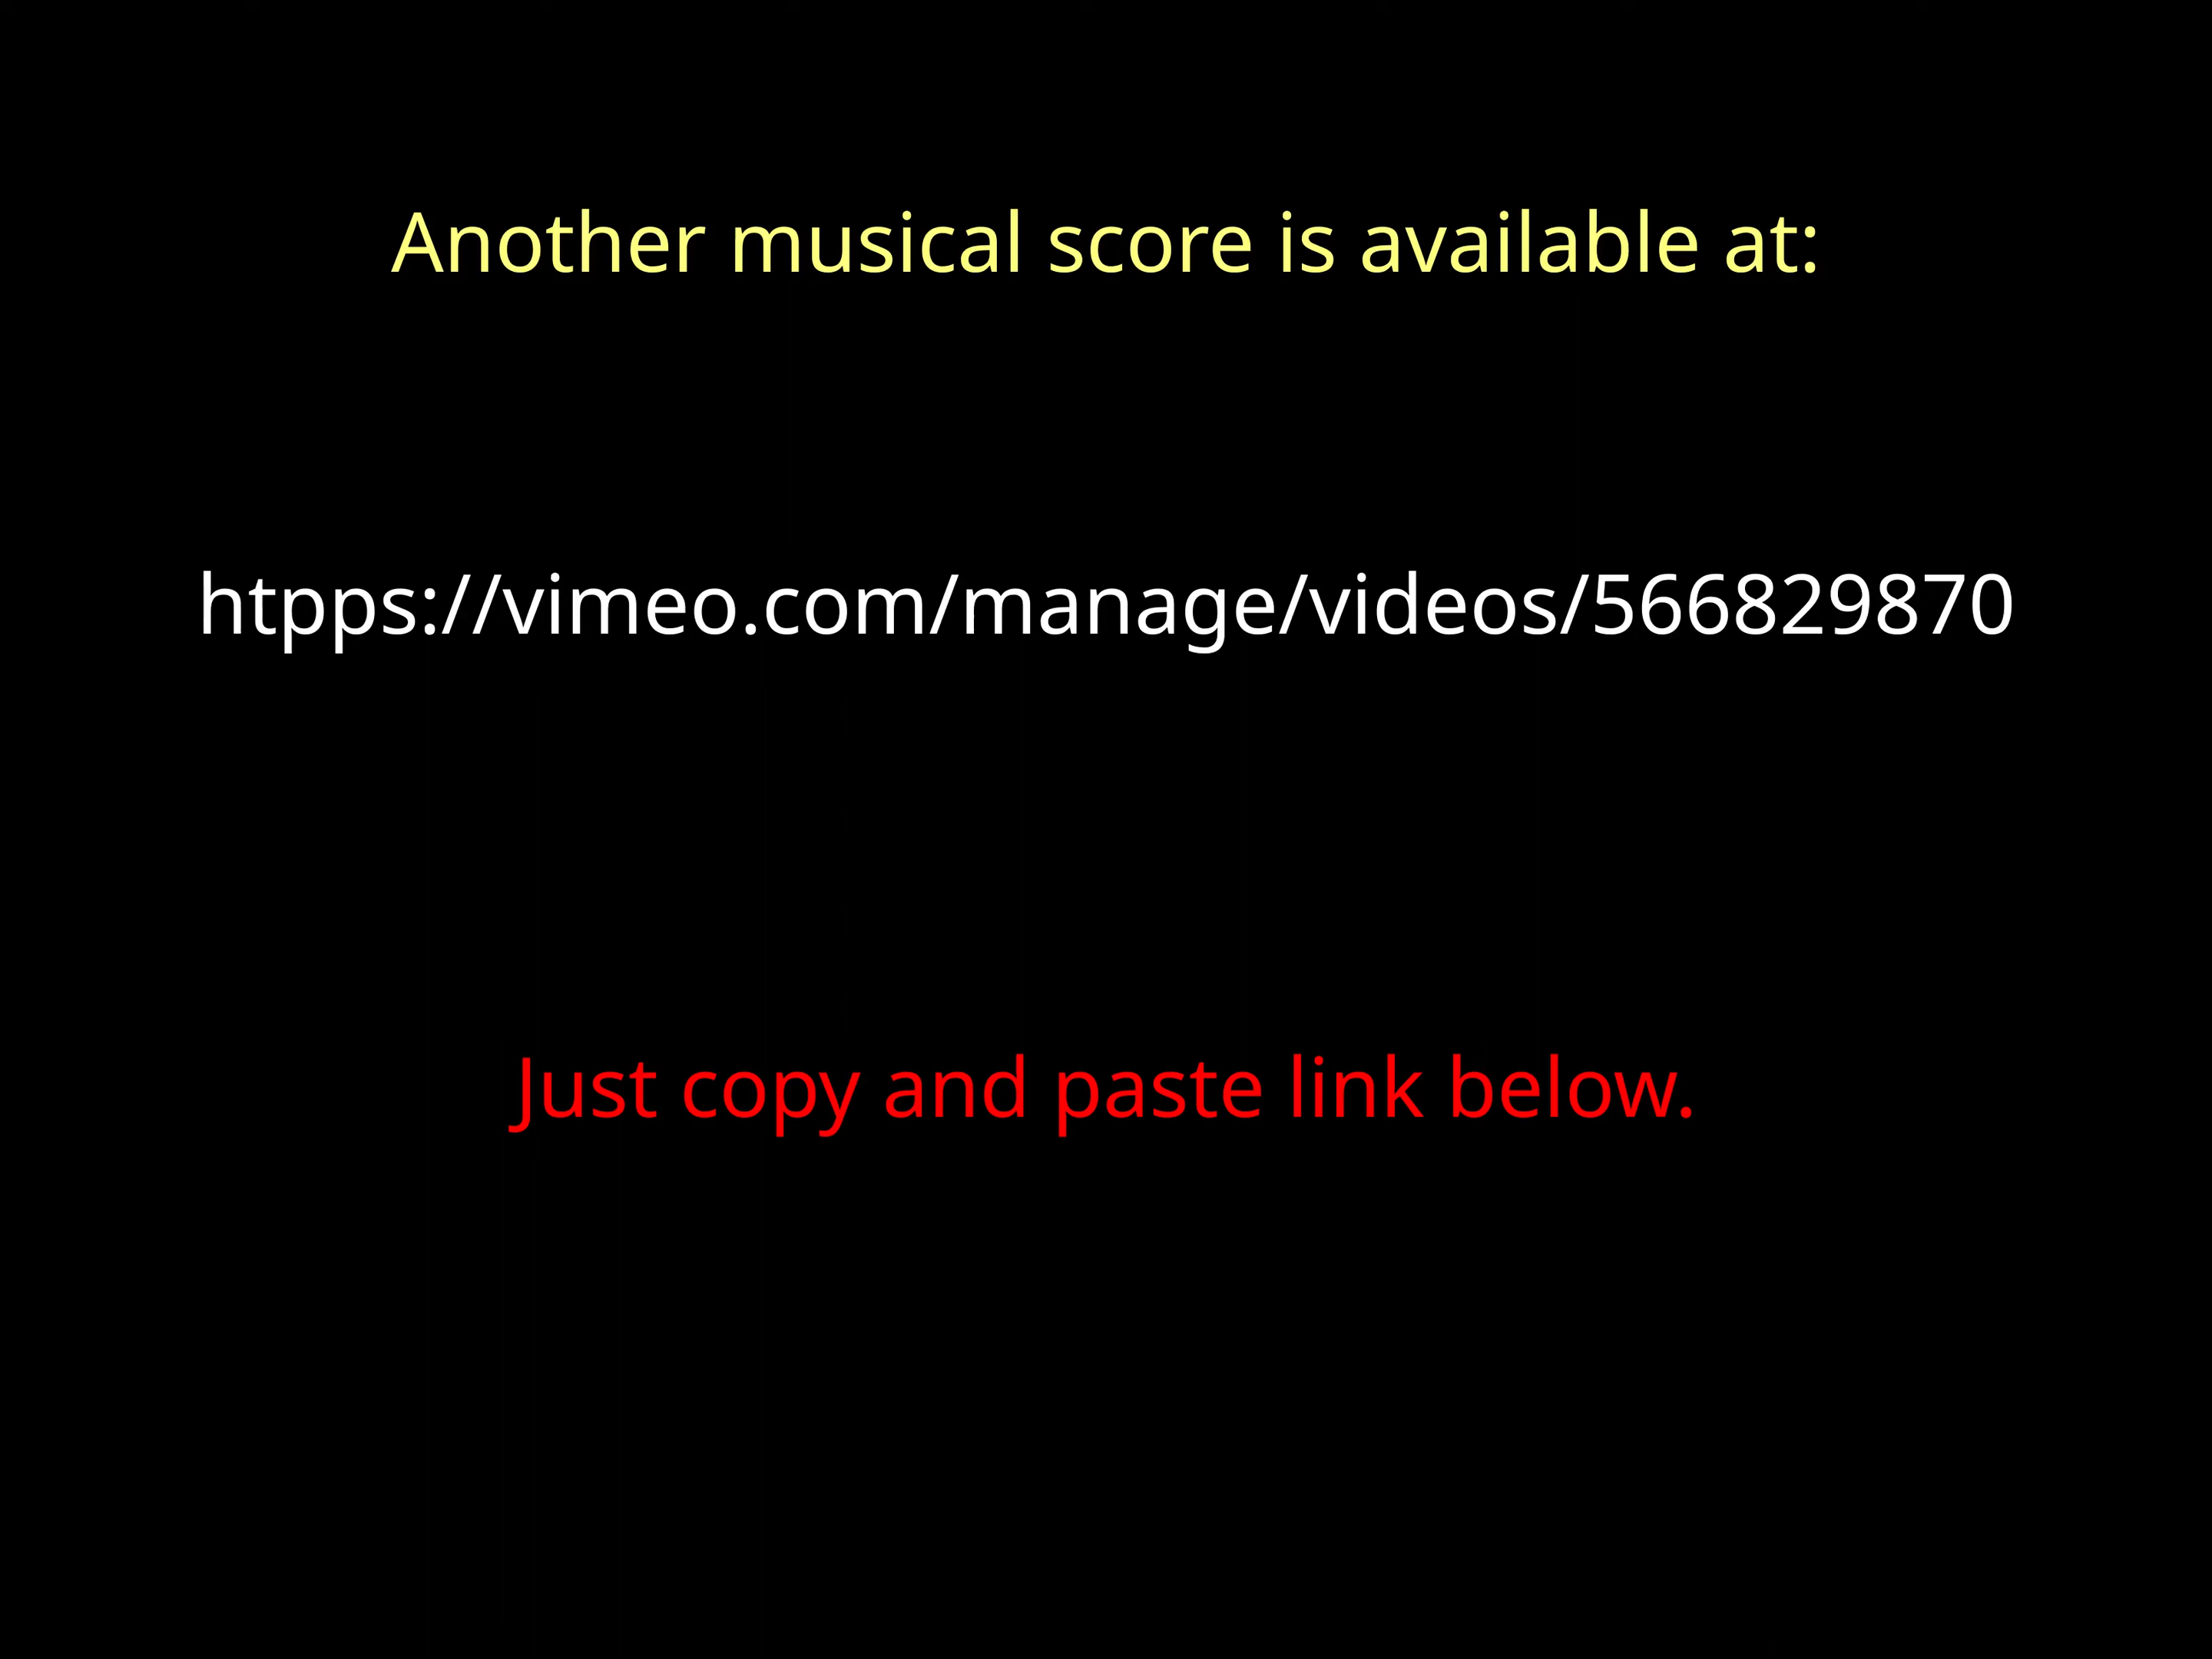 Another musical score is available at:
htpps://vimeo.com/manage/videos/566829870
Just copy and paste link below.